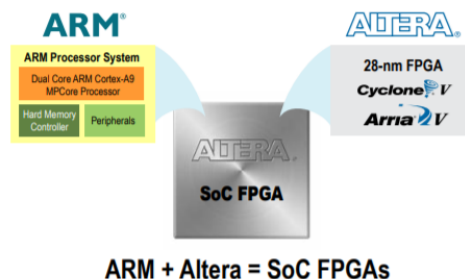 ARM®
ARM Processor System
Dual Core ARM Cortex-A9
MPCore Processor
Hard Memory
Controller
Peripherals
ALTERA®
28-nm FPGA
Cyclone V
Arria V
ALTERA®
SoC FPGA
ARM + Altera = SoC FPGAs